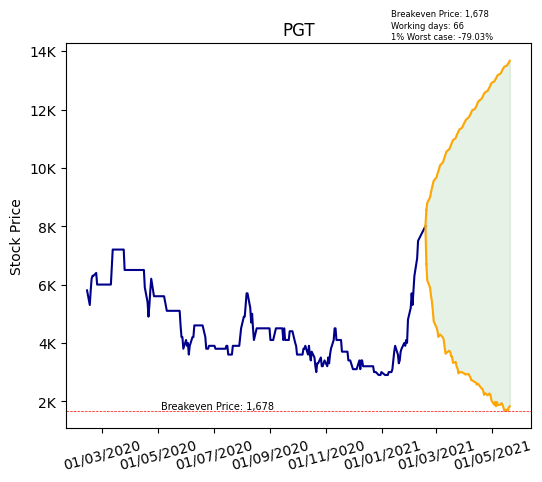 Breakeven Price: 1,678
Working days: 66
1% Worst case: -79.03%
PGT
14K
12K
10K
8K
6K
4K
2K
Stock Price
Breakeven Price: 1,678
01/03/2020
01/05/2020
01/07/2020
01/09/2020
01/11/2020
01/01/2021
01/03/2021
01/05/2021